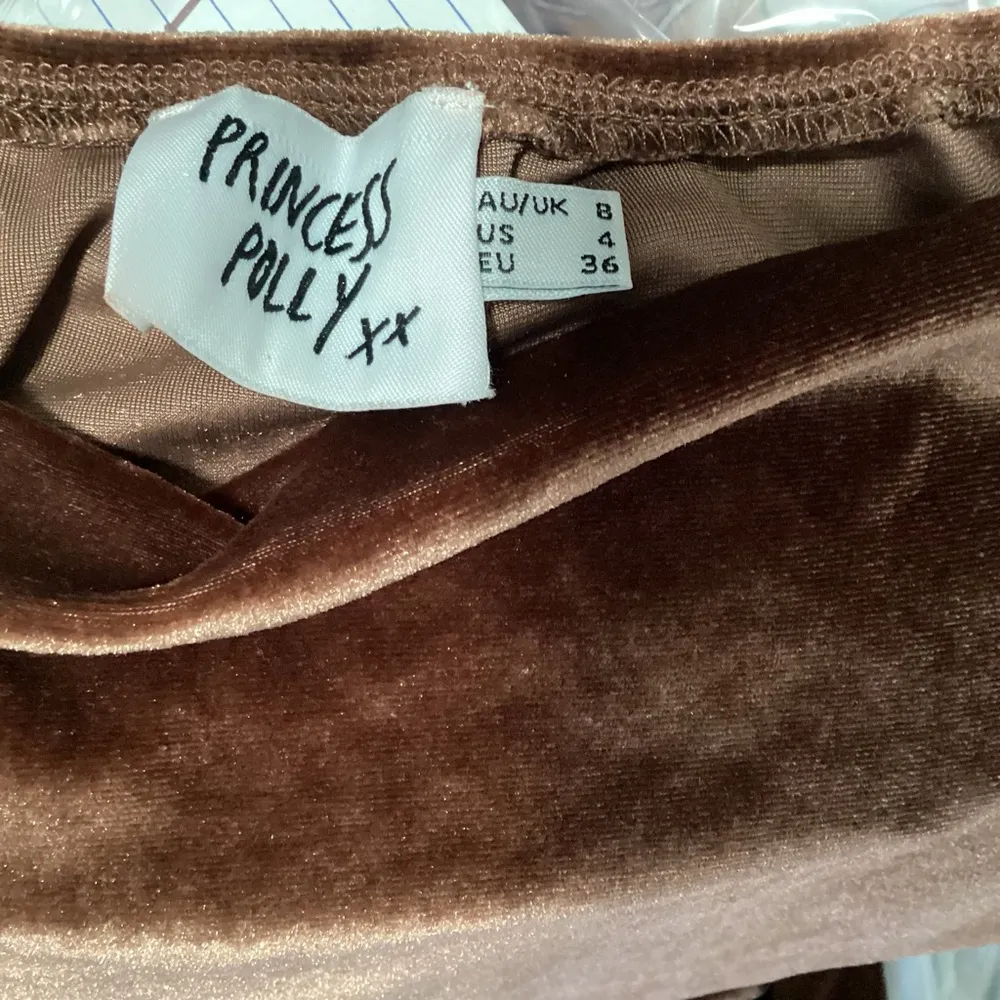 PRINCESS
POLLY xx
AU/UK 8
US 4
EU 36